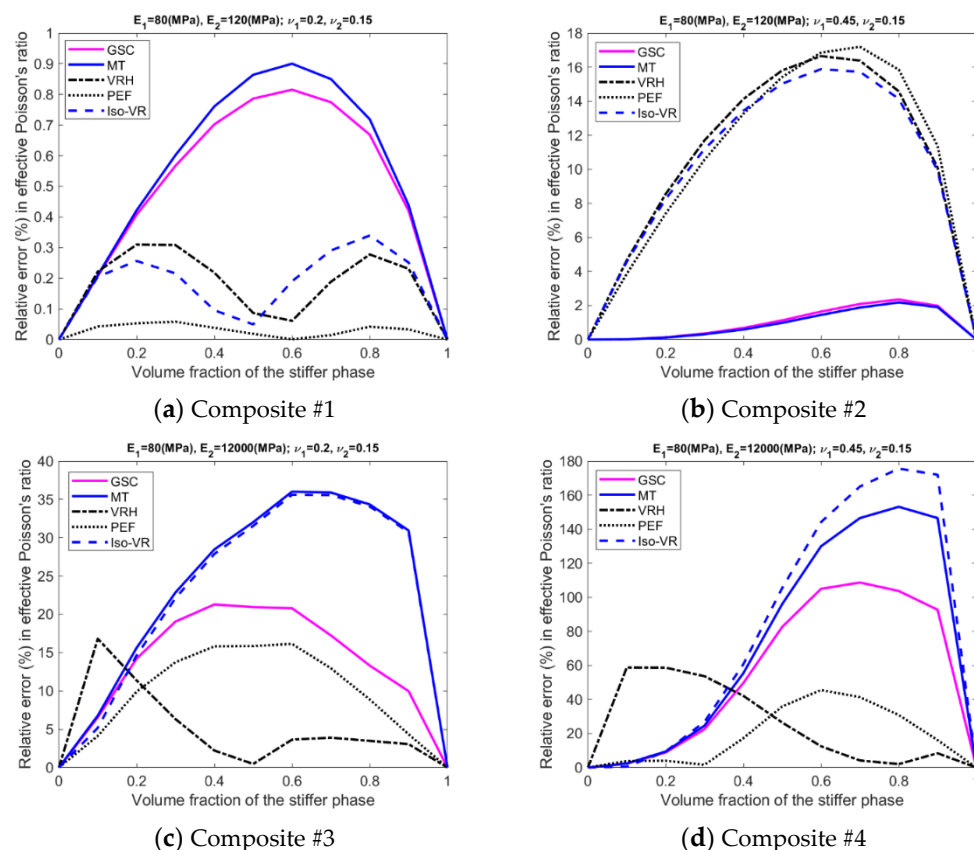 E1=80(MPa), E2=120(MPa); ν1=0.2, ν2=0.15
Relative error (%) in effective Poisson's ratio
1
0.9
0.8
0.7
0.6
0.5
0.4
0.3
0.2
0.1
0
GSC
MT
VRH
PEF
Iso-VR
0 0.2 0.4 0.6 0.8 1
Volume fraction of the stiffer phase
(a) Composite #1
E1=80(MPa), E2=120(MPa); ν1=0.45, ν2=0.15
Relative error (%) in effective Poisson's ratio
18
16
14
12
10
8
6
4
2
0
GSC
MT
VRH
PEF
Iso-VR
0 0.2 0.4 0.6 0.8
Volume fraction of the stiffer phase
(b) Composite #2
E1=80(MPa), E2=12000(MPa); ν1=0.2, ν2=0.15
Relative error (%) in effective Poisson's ratio
40
35
30
25
20
15
10
5
0
GSC
MT
VRH
PEF
Iso-VR
0 0.2 0.4 0.6 0.8 1
Volume fraction of the stiffer phase
(c) Composite #3
E1=80(MPa), E2=12000(MPa); ν1=0.45, ν2=0.15
Relative error (%) in effective Poisson's ratio
180
160
140
120
100
80
60
40
20
0
GSC
MT
VRH
PEF
Iso-VR
0 0.2 0.4 0.6 0.8
Volume fraction of the stiffer phase
(d) Composite #4